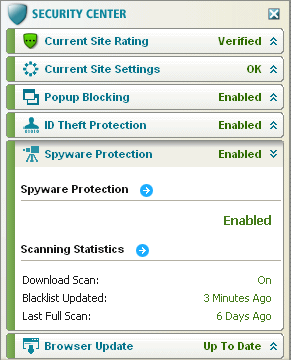 SECURITY CENTER
Current Site Rating Verified
Current Site Settings OK
Popup Blocking Enabled
ID Theft Protection Enabled
Spyware Protection Enabled
Spyware Protection
Enabled
Scanning Statistics
Download Scan: On
Blacklist Updated: 3 Minutes Ago
Last Full Scan: 6 Days Ago
Browser Update Up To Date